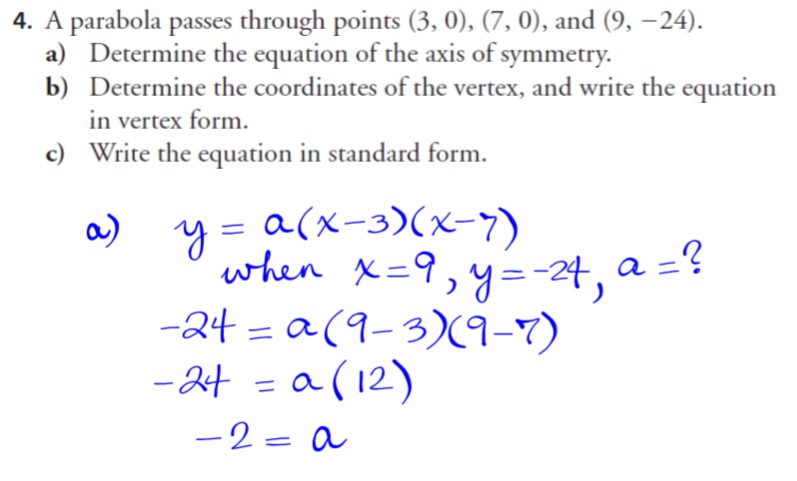 4. A parabola passes through points (3, 0), (7, 0), and (9, −24).
a) Determine the equation of the axis of symmetry.
b) Determine the coordinates of the vertex, and write the equation
in vertex form.
c) Write the equation in standard form.
a) y = a(x−3)(x−7)
when x=9, y=-24, a=?
−24 = a(9−3)(9−7)
−24 = a(12)
−2 = a